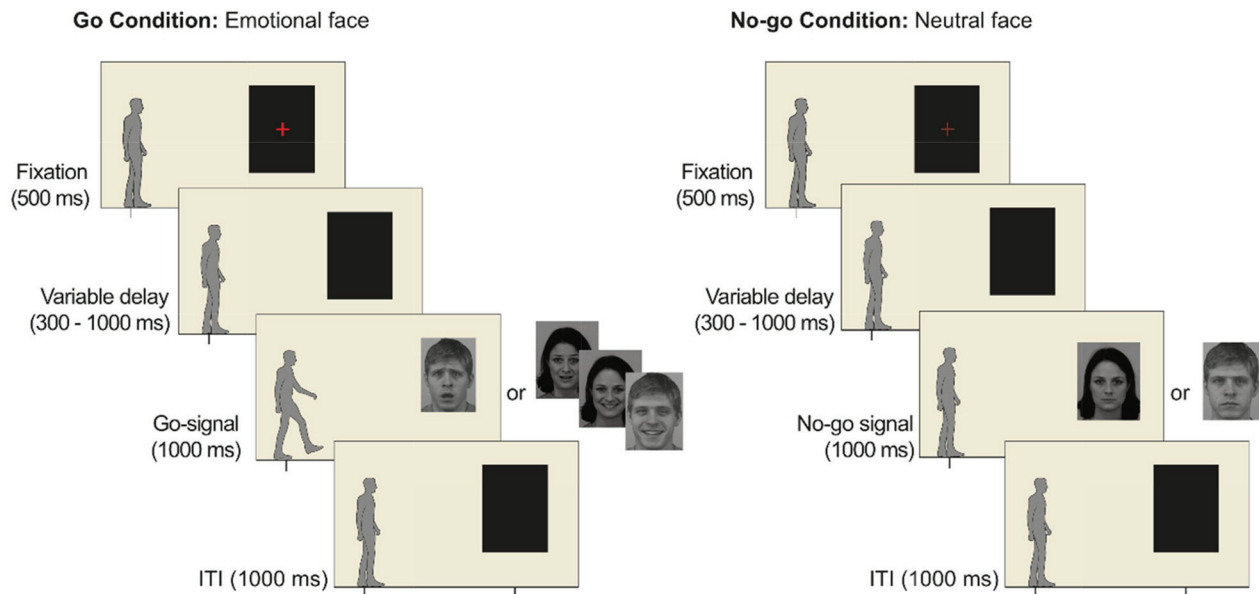 Go Condition: Emotional face
Fixation
(500 ms)
Variable delay
(300 - 1000 ms)
or
Go-signal
(1000 ms)
ITI (1000 ms)
No-go Condition: Neutral face
Fixation
(500 ms)
Variable delay
(300 - 1000 ms)
or
No-go signal
(1000 ms)
ITI (1000 ms)